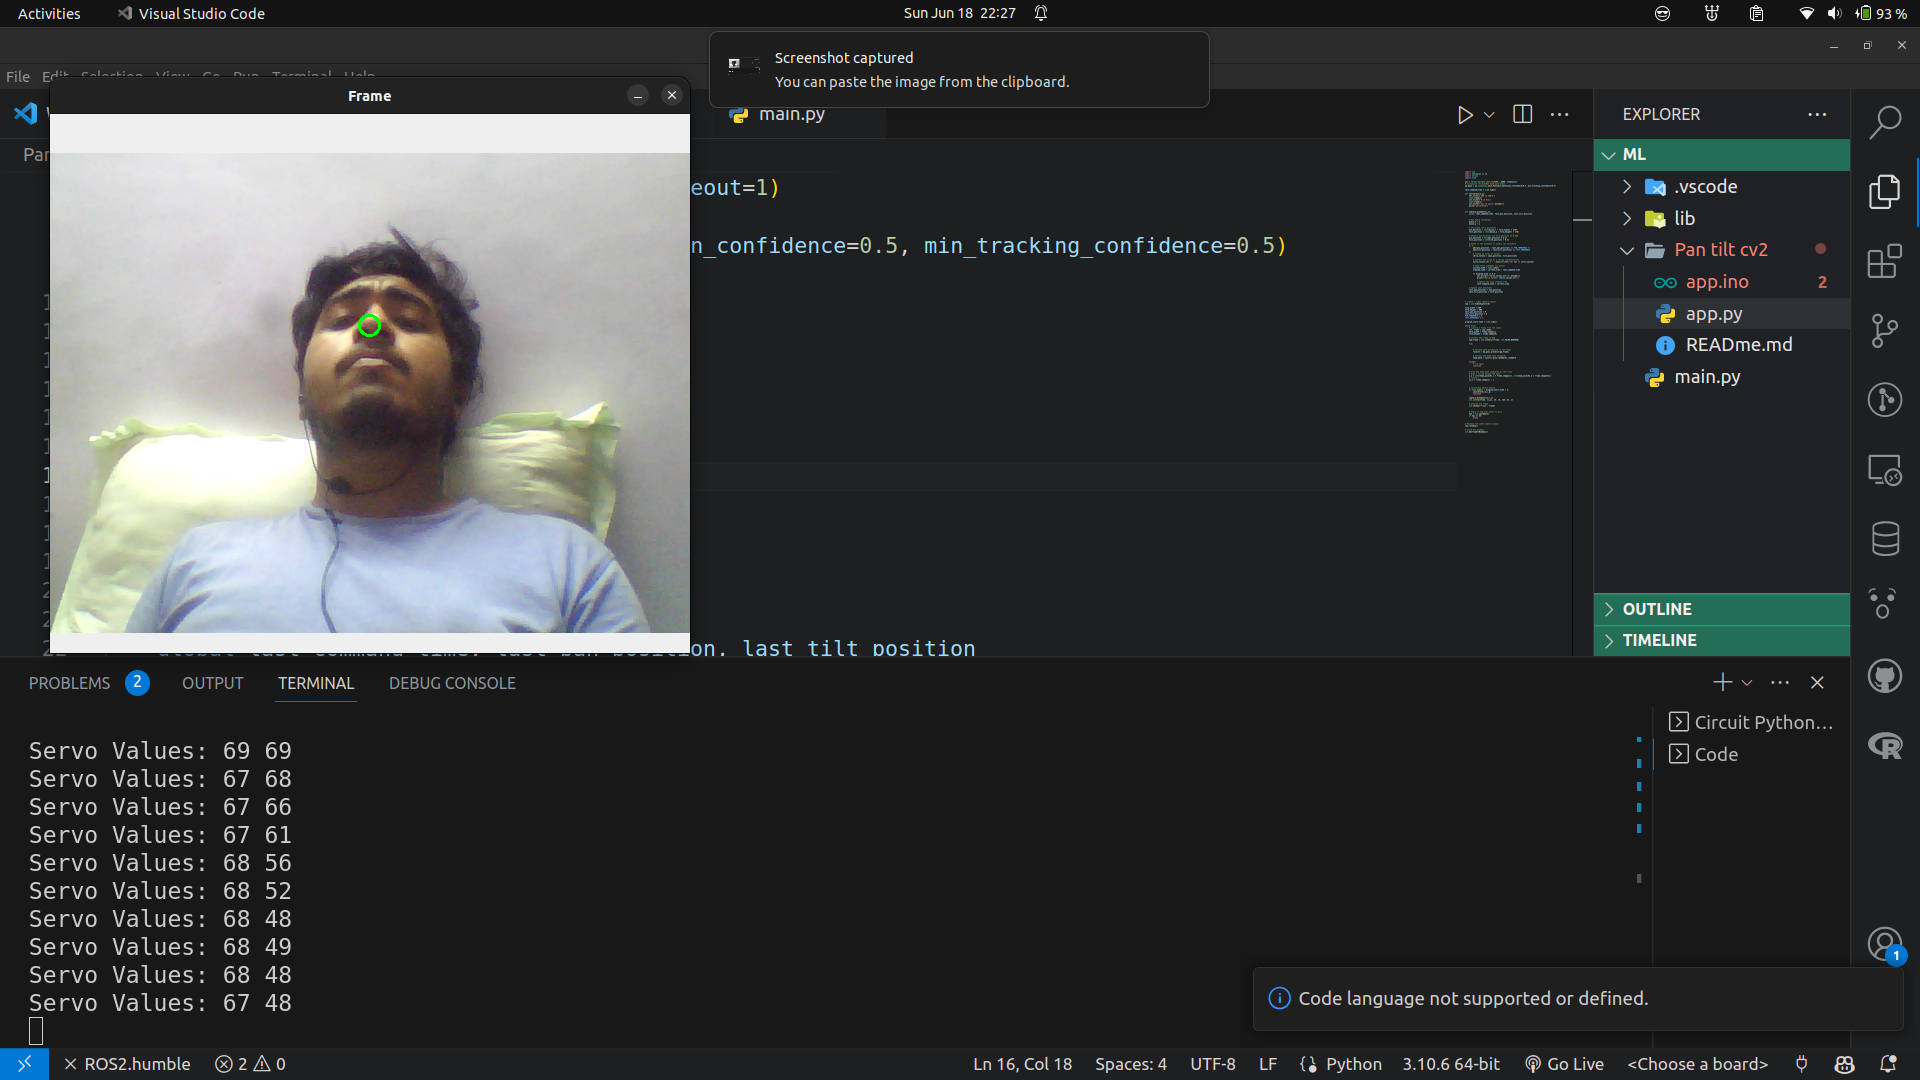 Activities
Visual Studio Code
Sun Jun 18 22:27
93 %
Screenshot captured
You can paste the image from the clipboard.
File Edit Selection View Go Run Terminal Help
Frame
main.py
Par
eout=1)
n_confidence=0.5, min_tracking_confidence=0.5)
last_tilt_position
EXPLORER
ML
.vscode
lib
Pan tilt cv2
app.ino 2
app.py
READme.md
main.py
OUTLINE
TIMELINE
PROBLEMS 2 OUTPUT TERMINAL DEBUG CONSOLE
Servo Values: 69 69
Servo Values: 67 68
Servo Values: 67 66
Servo Values: 67 61
Servo Values: 68 56
Servo Values: 68 52
Servo Values: 68 48
Servo Values: 68 49
Servo Values: 68 48
Servo Values: 67 48
Circuit Python...
Code
1
Code language not supported or defined.
ROS2.humble 2 0
Ln 16, Col 18 Spaces: 4 UTF-8 LF Python 3.10.6 64-bit Go Live <Choose a board>